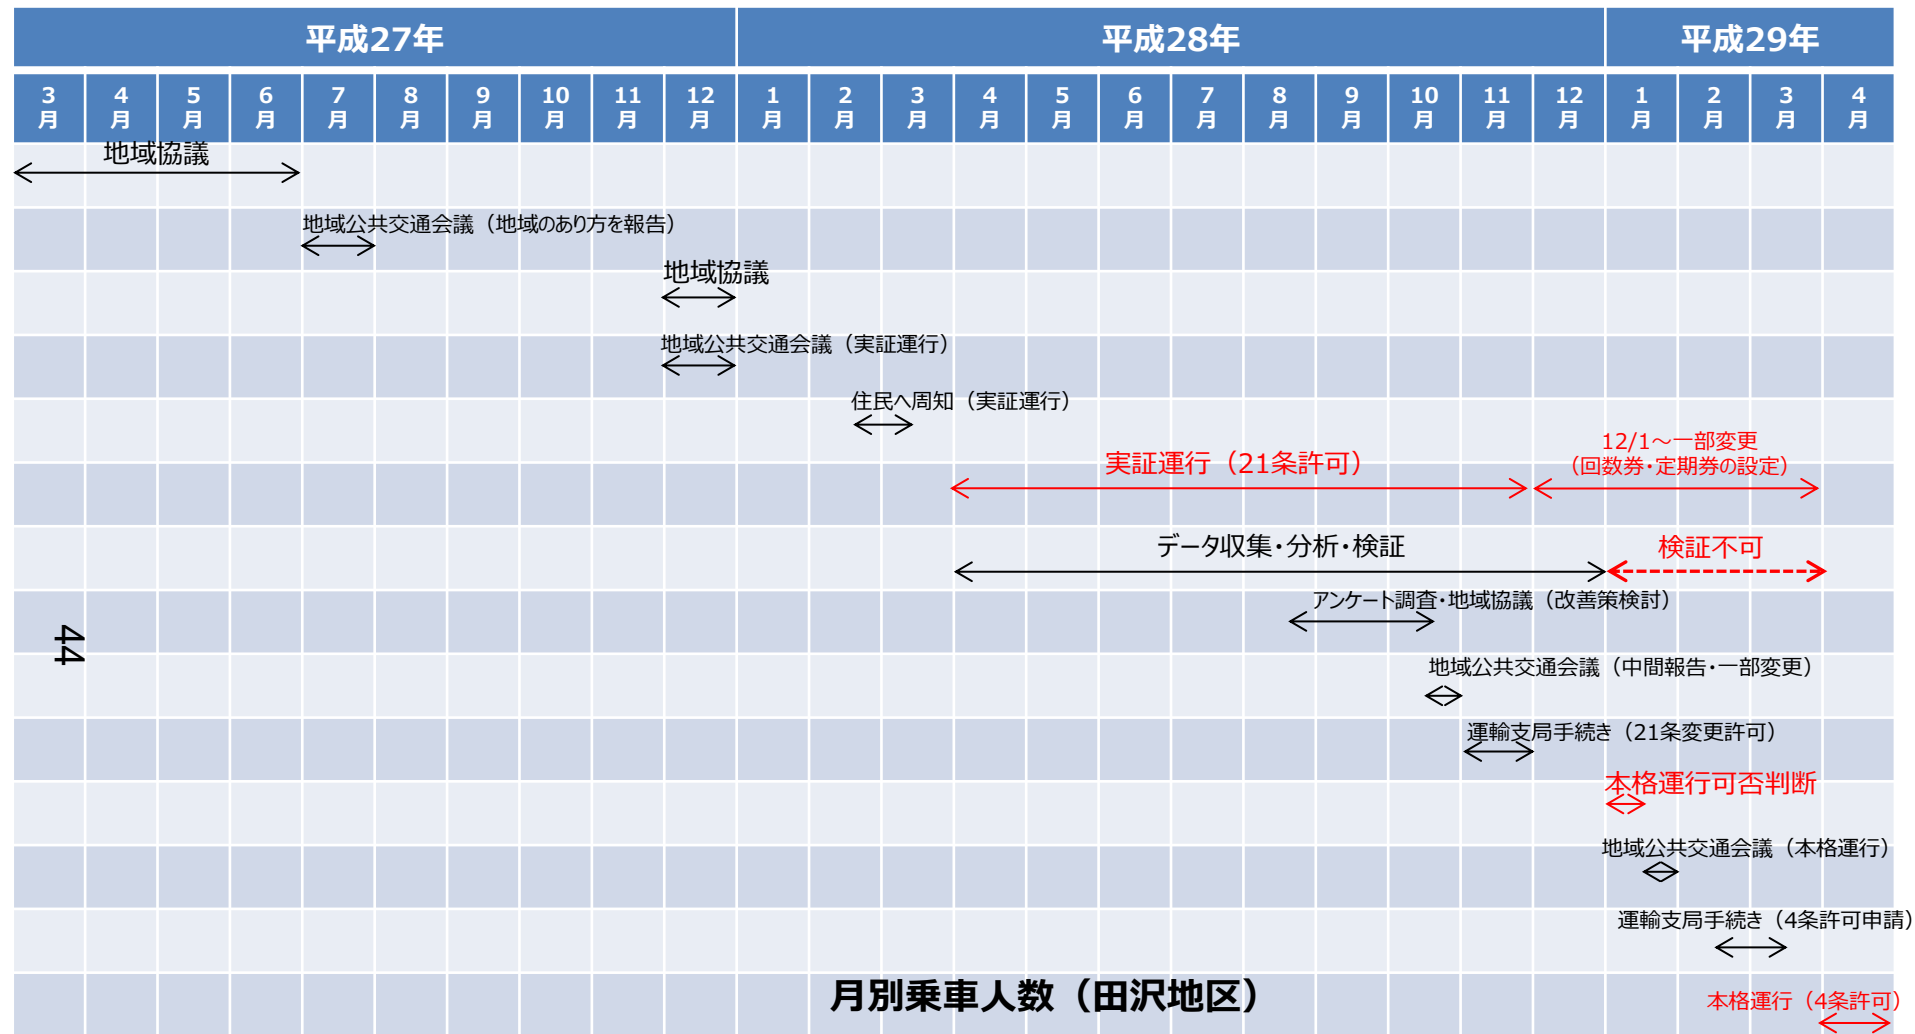 平成27年 平成28年 平成29年
3月 4月 5月 6月 7月 8月 9月 10月 11月 12月 1月 2月 3月 4月 5月 6月 7月 8月 9月 10月 11月 12月 1月 2月 3月 4月
地域協議
地域公共交通会議（地域のあり方を報告）
地域協議
地域公共交通会議（実証運行）
住民へ周知（実証運行）
実証運行（21条許可）
12/1～一部変更
（回数券・定期券の設定）
データ収集・分析・検証
検証不可
アンケート調査・地域協議（改善策検討）
44
地域公共交通会議（中間報告・一部変更）
運輸支局手続き（21条変更許可）
本格運行可否判断
地域公共交通会議（本格運行）
運輸支局手続き（4条許可申請）
月別乗車人数（田沢地区）
本格運行（4条許可）